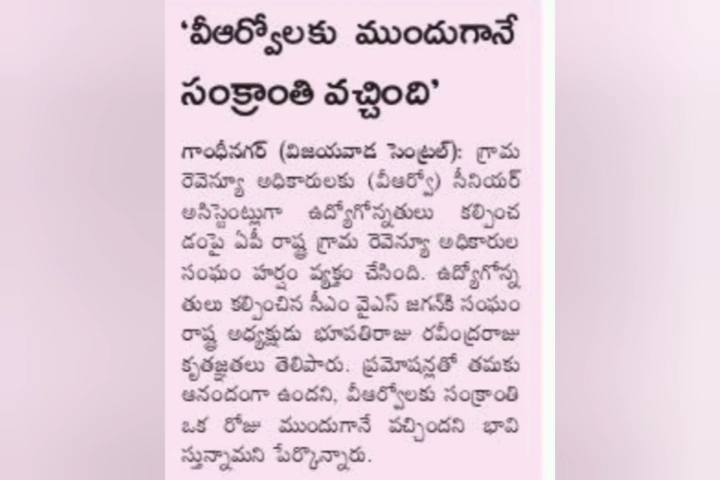 ‘వీఆర్వోలకు ముందుగానే
సంక్రాంతి వచ్చింది’
గాంధీనగర్ (విజయవాడ సెంట్రల్): గ్రామ
రెవెన్యూ అధికారులకు (వీఆర్వో) సీనియర్
అసిస్టెంట్లుగా ఉద్యోగోన్నతులు కల్పించ
డంపై ఏపీ రాష్ట్ర గ్రామ రెవెన్యూ అధికారుల
సంఘం హర్షం వ్యక్తం చేసింది. ఉద్యోగోన్న
తులు కల్పించిన సీఎం వైఎస్ జగన్‌కి సంఘం
రాష్ట్ర అధ్యక్షుడు భూపతిరాజు రవీంద్రరాజు
కృతజ్ఞతలు తెలిపారు. ప్రమోషన్లతో తమకు
ఆనందంగా ఉందని, వీఆర్వోలకు సంక్రాంతి
ఒక రోజు ముందుగానే వచ్చిందని భావి
స్తున్నామని పేర్కొన్నారు.